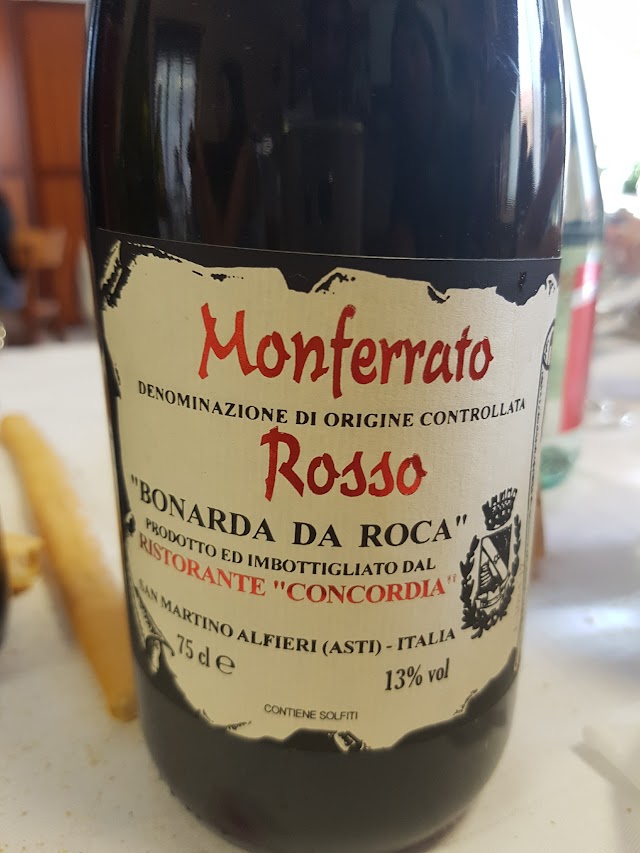 Monferrato
DENOMINAZIONE DI ORIGINE CONTROLLATA
Rosso
"BONARDA DA ROCA"
PRODOTTO ED IMBOTTIGLIATO DAL
RISTORANTE "CONCORDIA"
SAN MARTINO ALFIERI (ASTI) - ITALIA
75 cl e
13% vol
CONTIENE SOLFITI